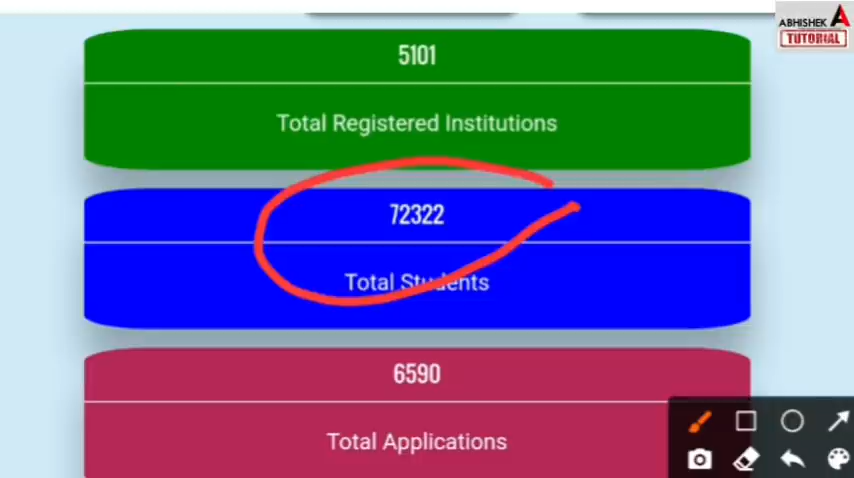 ABHISHEK A
TUTORIAL
5101
Total Registered Institutions
72322
Total Students
6590
Total Applications